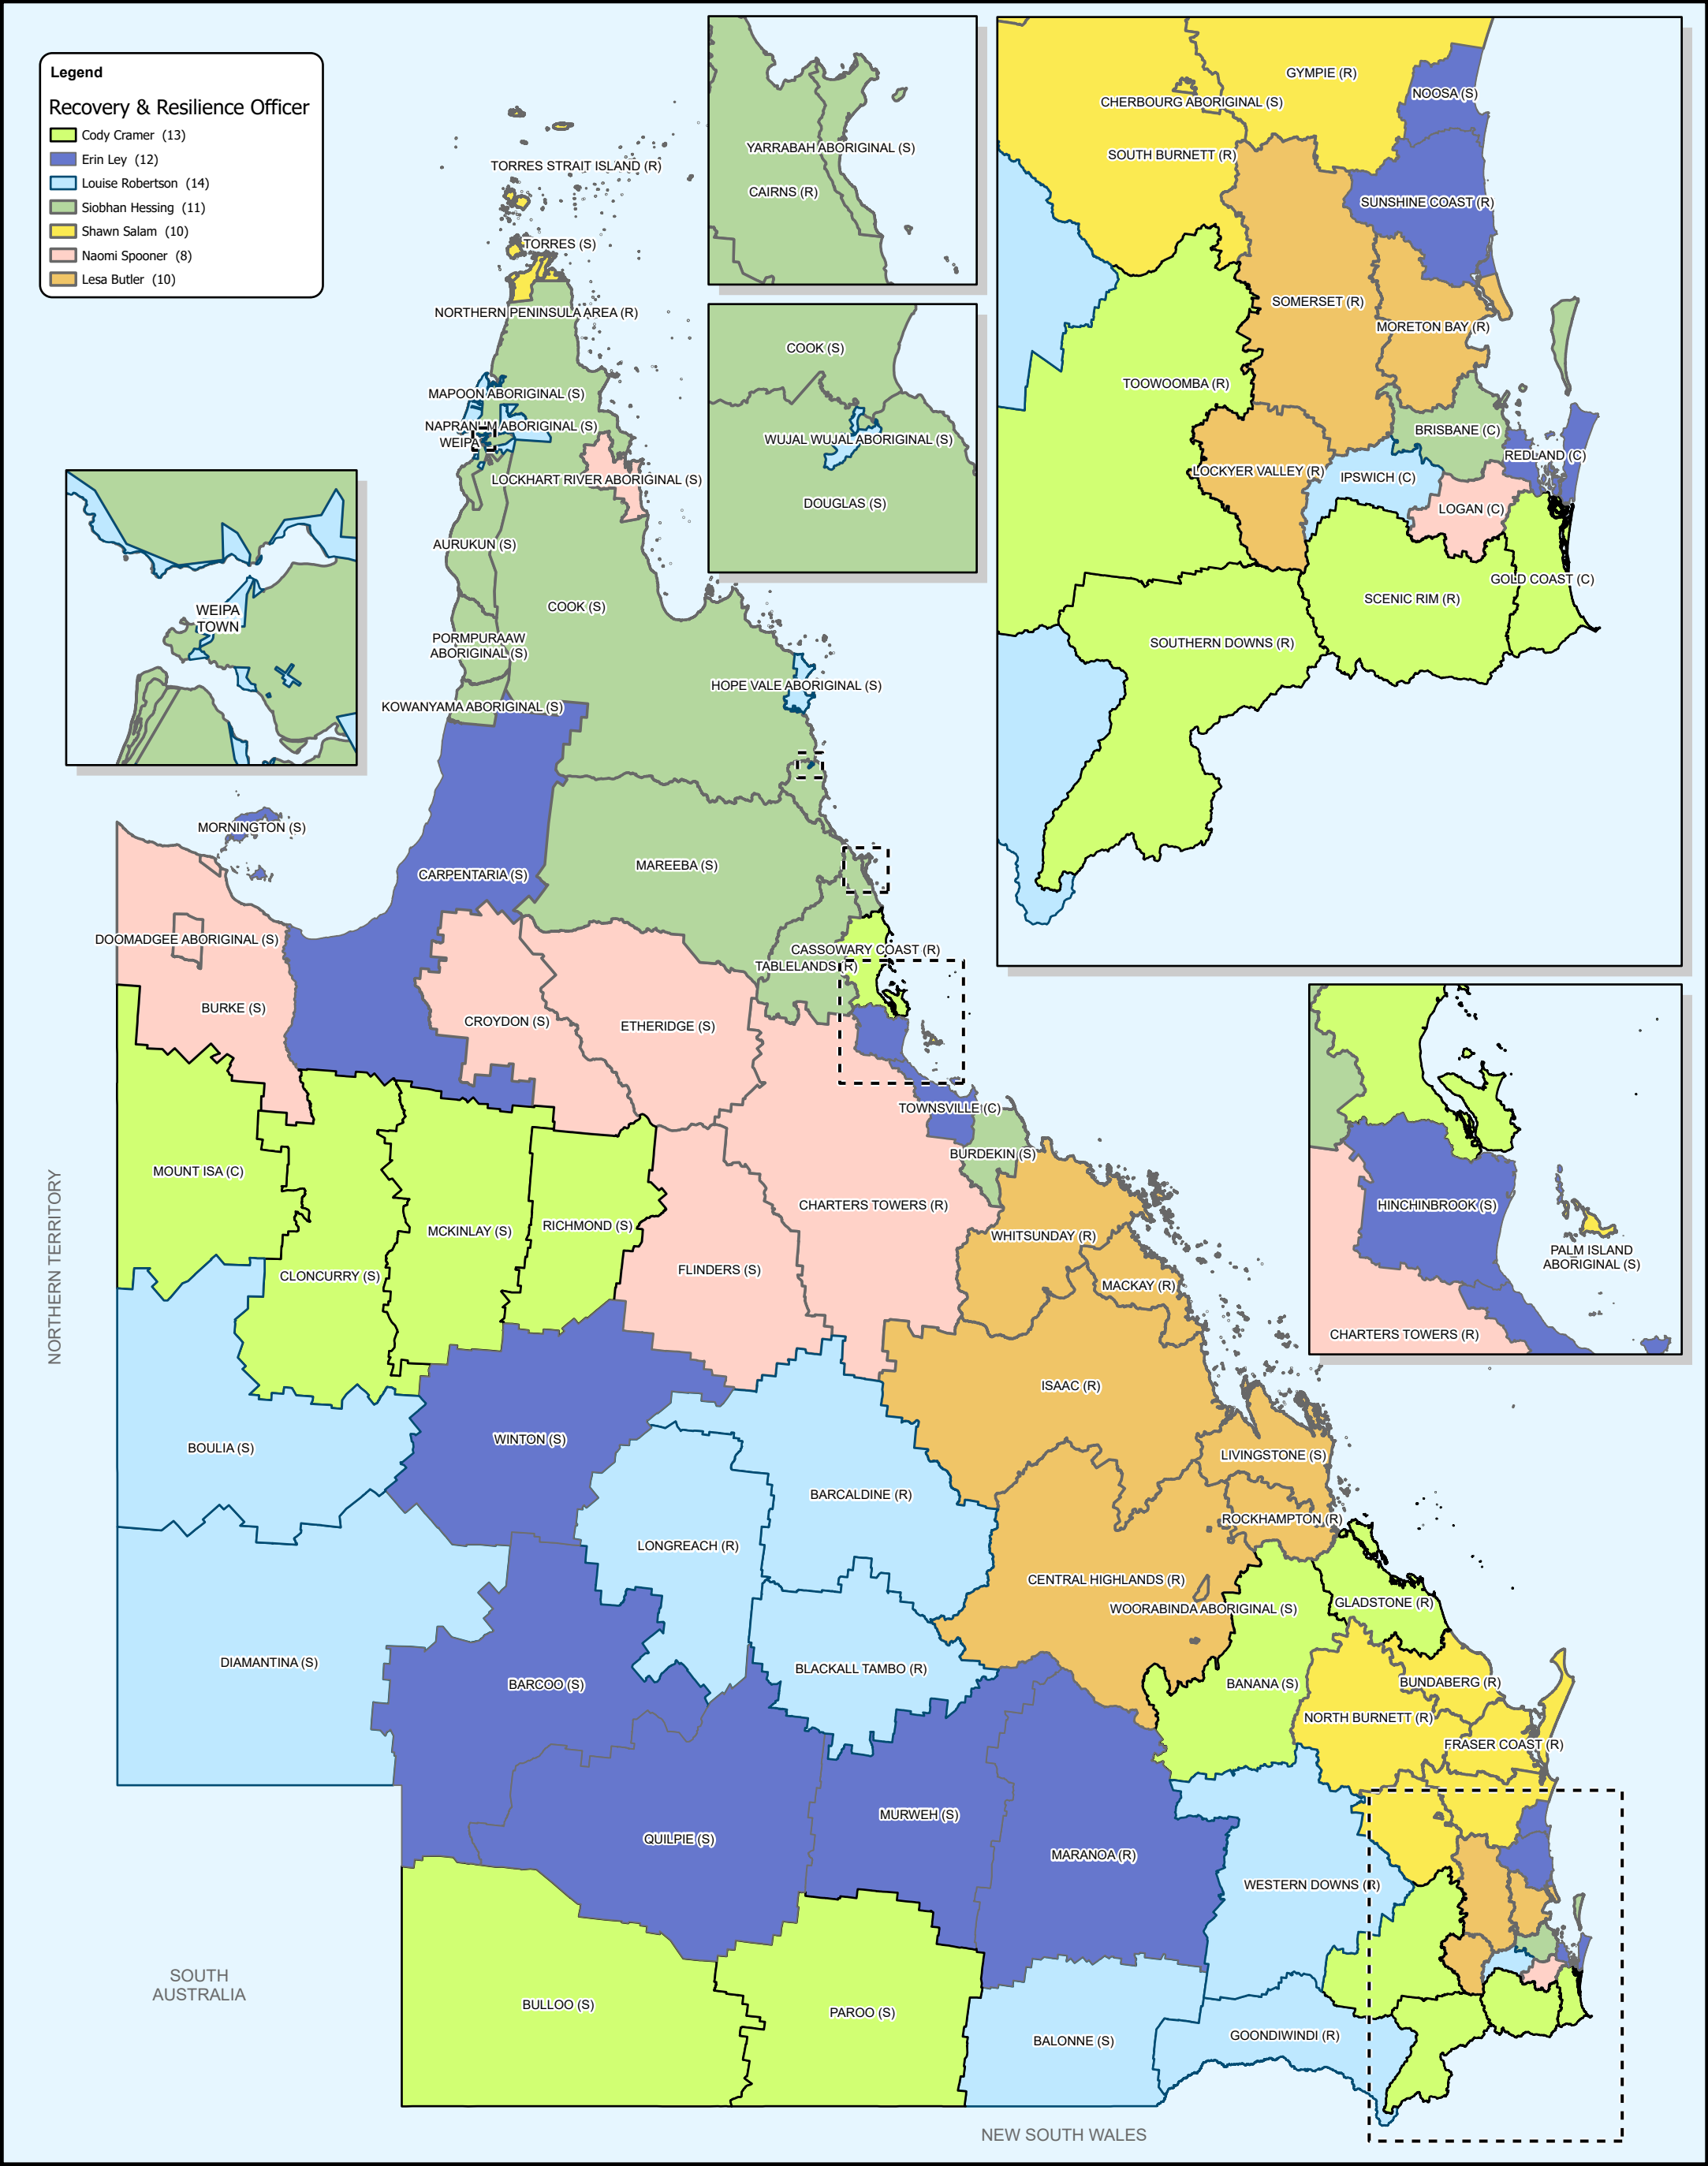 Legend
Recovery & Resilience Officer
Cody Cramer (13)
Erin Ley (12)
Louise Robertson (14)
Siobhan Hessing (11)
Shawn Salam (10)
Naomi Spooner (8)
Lesa Butler (10)
TORRES STRAIT ISLAND (R)
TORRES (S)
NORTHERN PENINSULA AREA (R)
MAPOON ABORIGINAL (S)
NAPRANUM ABORIGINAL (S)
WEIPA
LOCKHART RIVER ABORIGINAL (S)
AURUKUN (S)
COOK (S)
PORMPURAAW
ABORIGINAL (S)
HOPE VALE ABORIGINAL (S)
KOWANYAMA ABORIGINAL (S)
YARRABAH ABORIGINAL (S)
CAIRNS (R)
COOK (S)
WUJAL WUJAL ABORIGINAL (S)
DOUGLAS (S)
WEIPA
TOWN
GYMPIE (R)
NOOSA (S)
CHERBOURG ABORIGINAL (S)
SOUTH BURNETT (R)
SUNSHINE COAST (R)
SOMERSET (R)
MORETON BAY (R)
TOOWOOMBA (R)
BRISBANE (C)
REDLAND (C)
LOCKYER VALLEY (R)
IPSWICH (C)
LOGAN (C)
GOLD COAST (C)
SCENIC RIM (R)
SOUTHERN DOWNS (R)
MORNINGTON (S)
CARPENTARIA (S)
MAREEBA (S)
DOOMADGEE ABORIGINAL (S)
CASSOWARY COAST (R)
TABLELANDS (R)
BURKE (S)
CROYDON (S)
ETHERIDGE (S)
TOWNSVILLE (C)
BURDEKIN (S)
HINCHINBROOK (S)
PALM ISLAND
ABORIGINAL (S)
CHARTERS TOWERS (R)
MOUNT ISA (C)
CLONCURRY (S)
MCKINLAY (S)
RICHMOND (S)
FLINDERS (S)
CHARTERS TOWERS (R)
WHITSUNDAY (R)
MACKAY (R)
NORTHERN TERRITORY
ISAAC (R)
BOULIA (S)
WINTON (S)
LIVINGSTONE (S)
BARCALDINE (R)
ROCKHAMPTON (R)
LONGREACH (R)
CENTRAL HIGHLANDS (R)
WOORABINDA ABORIGINAL (S)
GLADSTONE (R)
DIAMANTINA (S)
BARCOO (S)
BLACKALL TAMBO (R)
BANANA (S)
BUNDABERG (R)
NORTH BURNETT (R)
FRASER COAST (R)
QUILPIE (S)
MURWEH (S)
MARANOA (R)
WESTERN DOWNS (R)
SOUTH
AUSTRALIA
BULLOO (S)
PAROO (S)
BALONNE (S)
GOONDIWINDI (R)
NEW SOUTH WALES